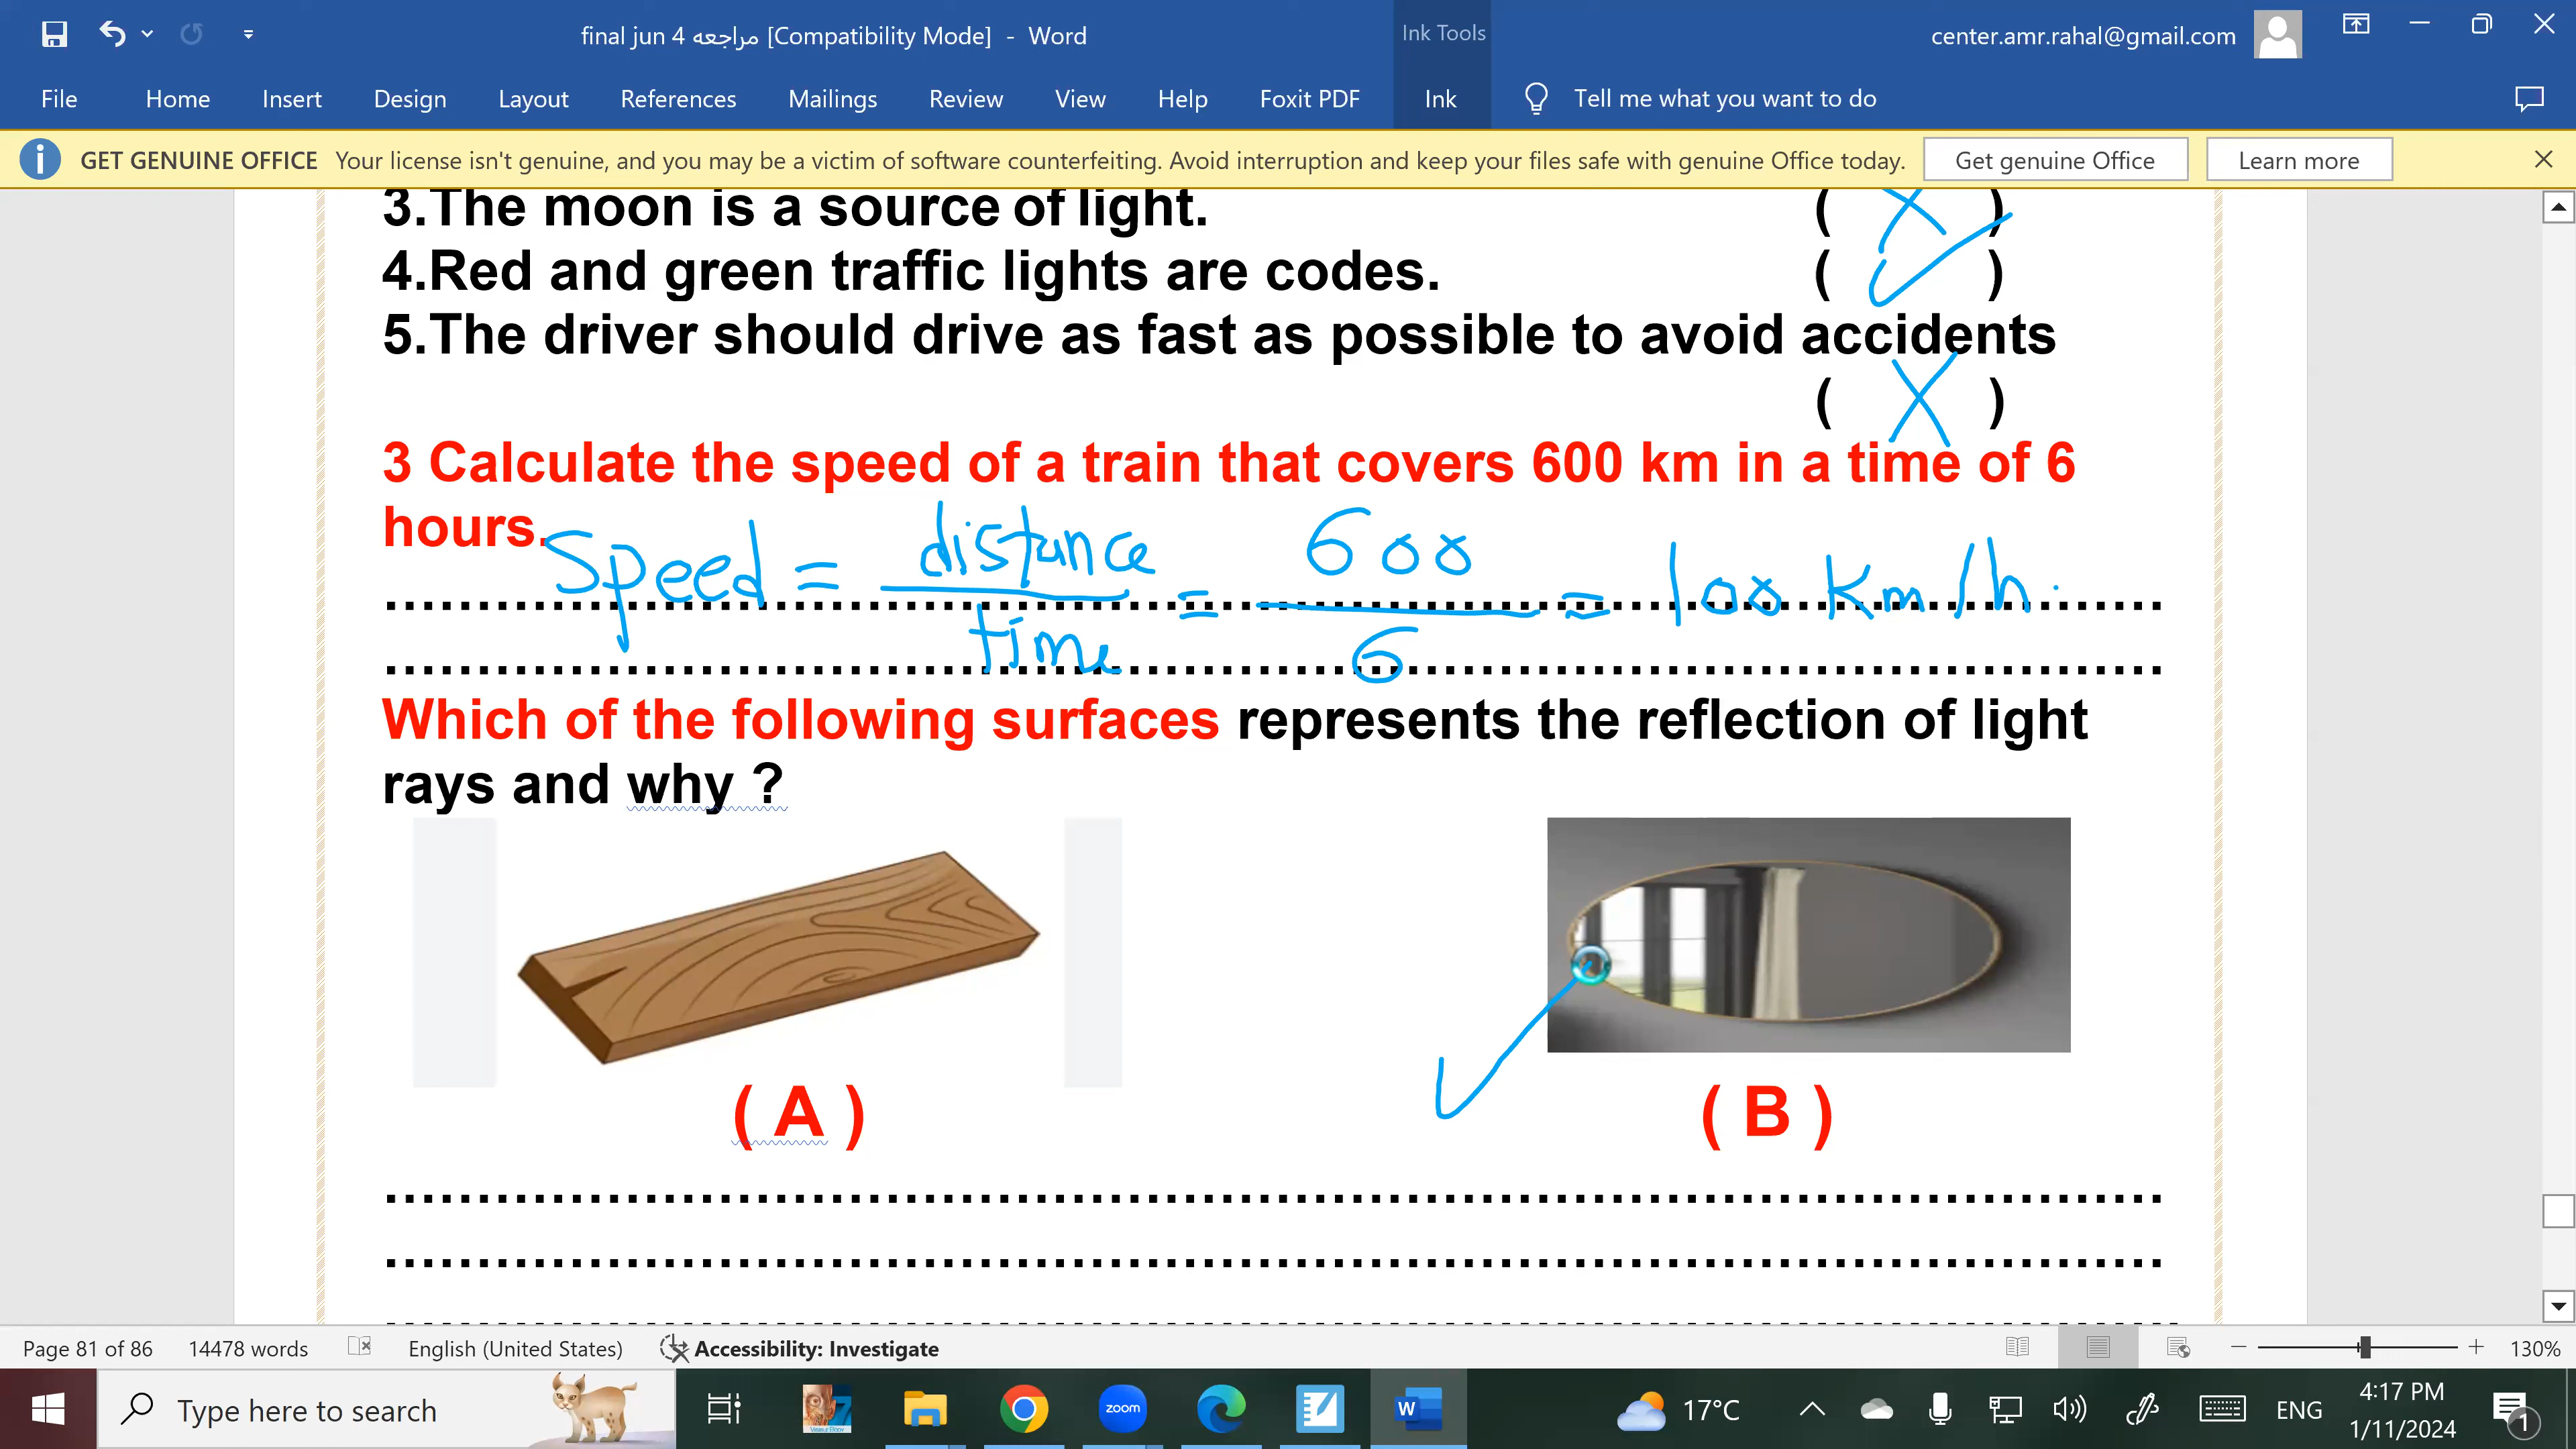 final jun 4 مراجعه [Compatibility Mode] - Word
Ink Tools
center.amr.rahal@gmail.com
File Home Insert Design Layout References Mailings Review View Help Foxit PDF Ink Tell me what you want to do
GET GENUINE OFFICE Your license isn't genuine, and you may be a victim of software counterfeiting. Avoid interruption and keep your files safe with genuine Office today. Get genuine Office Learn more
3.The moon is a source of light. ( X )
4.Red and green traffic lights are codes. ( ✓ )
5.The driver should drive as fast as possible to avoid accidents
( X )
3 Calculate the speed of a train that covers 600 km in a time of 6
hours.
Speed = distance / time = 600 / 6 = 100 Km/h.
Which of the following surfaces represents the reflection of light
rays and why ?
( A ) ( B )
Page 81 of 86 14478 words English (United States) Accessibility: Investigate 130%
Type here to search zoom W 17°C ENG 4:17 PM
1/11/2024 1